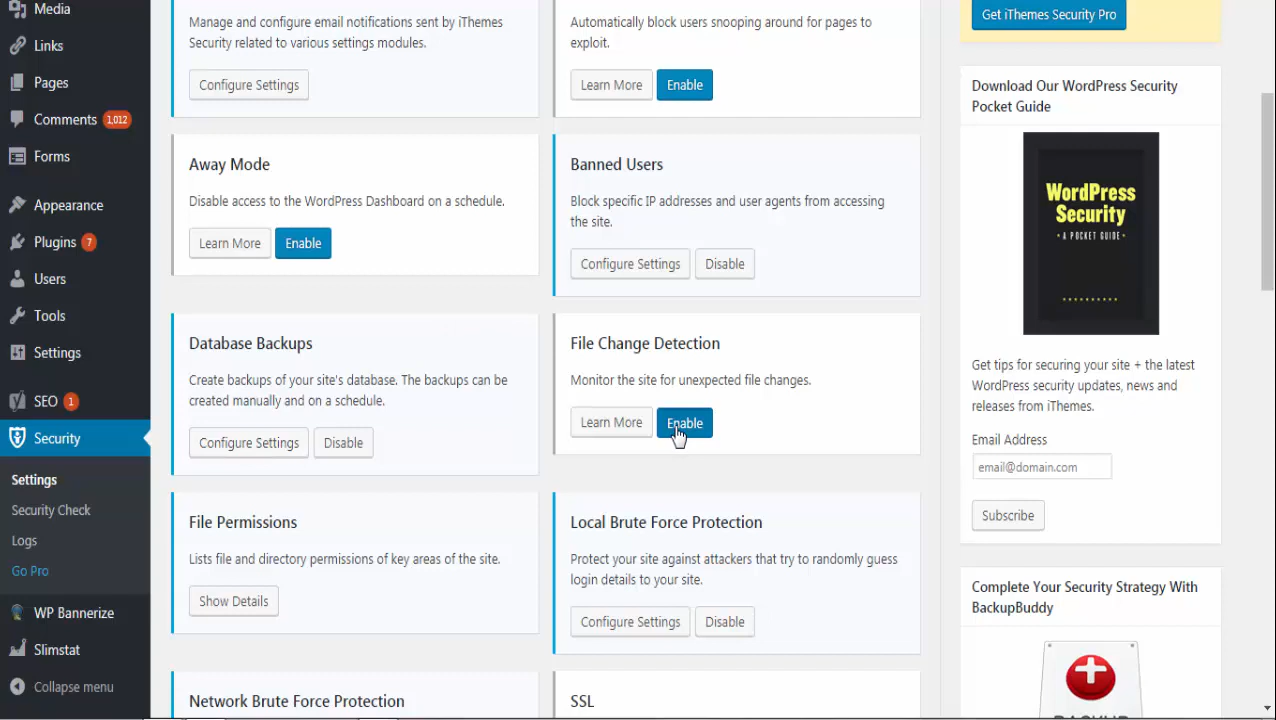 Media
Links
Pages
Comments 1,012
Forms
Appearance
Plugins 7
Users
Tools
Settings
SEO 1
Security
Settings
Security Check
Logs
Go Pro
WP Bannerize
Slimstat
Collapse menu
Manage and configure email notifications sent by iThemes
Security related to various settings modules.
Configure Settings
Automatically block users snooping around for pages to
exploit.
Learn More Enable
Away Mode
Disable access to the WordPress Dashboard on a schedule.
Learn More Enable
Banned Users
Block specific IP addresses and user agents from accessing
the site.
Configure Settings Disable
Database Backups
Create backups of your site's database. The backups can be
created manually and on a schedule.
Configure Settings Disable
File Change Detection
Monitor the site for unexpected file changes.
Learn More Enable
File Permissions
Lists file and directory permissions of key areas of the site.
Show Details
Local Brute Force Protection
Protect your site against attackers that try to randomly guess
login details to your site.
Configure Settings Disable
Network Brute Force Protection
SSL
Get iThemes Security Pro
Download Our WordPress Security
Pocket Guide
WordPress
Security
• A POCKET GUIDE •
Get tips for securing your site + the latest
WordPress security updates, news and
releases from iThemes.
Email Address
email@domain.com
Subscribe
Complete Your Security Strategy With
BackupBuddy
BACKUP